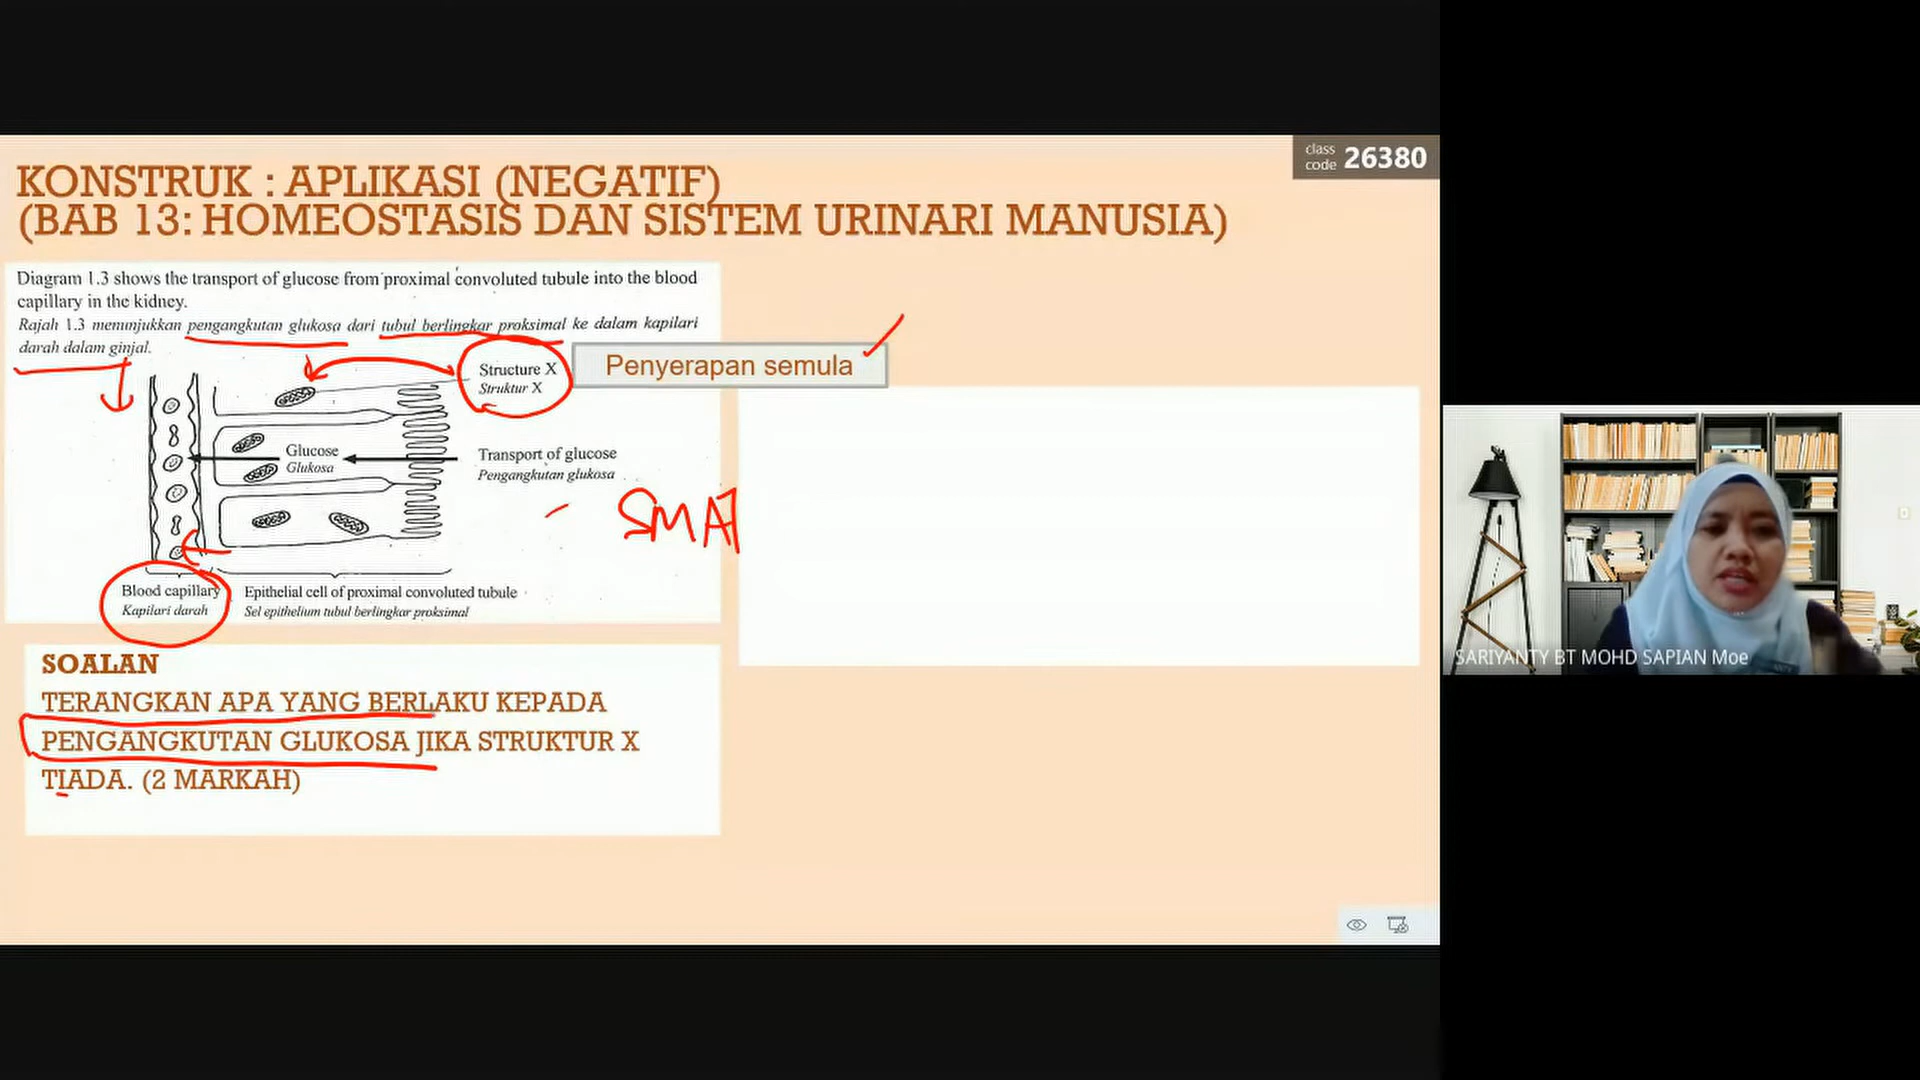 class
code 26380
KONSTRUK : APLIKASI (NEGATIF)
(BAB 13: HOMEOSTASIS DAN SISTEM URINARI MANUSIA)
Diagram 1.3 shows the transport of glucose from proximal convoluted tubule into the blood
capillary in the kidney.
Rajah 1.3 menunjukkan pengangkutan glukosa dari tubul berlingkar proksimal ke dalam kapilari
darah dalam ginjal.
Structure X
Struktur X
Penyerapan semula
Glucose
Glukosa
Transport of glucose
Pengangkutan glukosa
SMAP
Blood capillary
Kapilari darah
Epithelial cell of proximal convoluted tubule
Sel epithelium tubul berlingkar proksimal
SOALAN
TERANGKAN APA YANG BERLAKU KEPADA
PENGANGKUTAN GLUKOSA JIKA STRUKTUR X
TIADA. (2 MARKAH)
SARIYANTY BT MOHD SAPIAN Moe